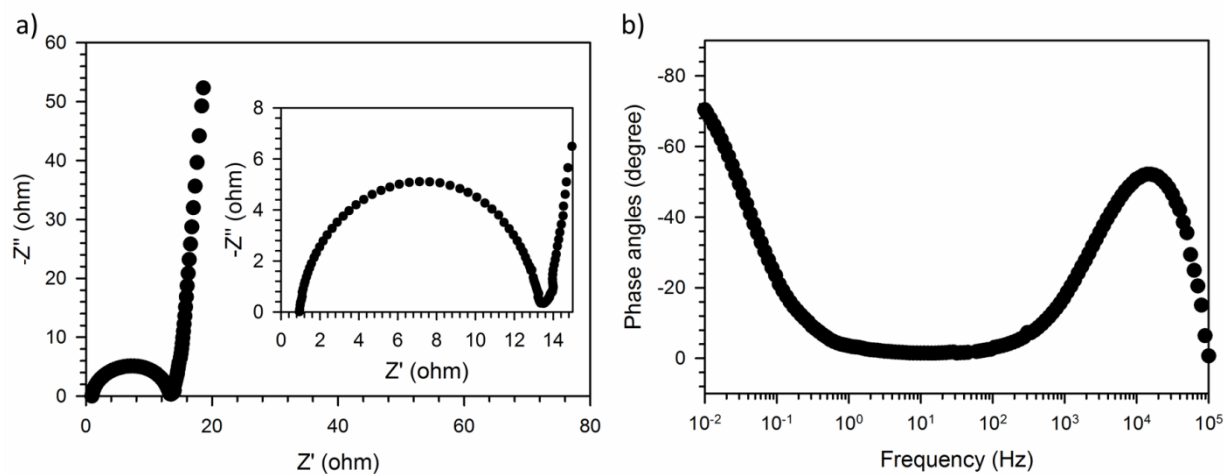 a)
60
50
40
30
20
10
0
-Z'' (ohm)
0 20 40 60 80
Z' (ohm)
8
6
4
2
0
-Z'' (ohm)
0 2 4 6 8 10 12 14
Z' (ohm)
b)
-80
-60
-40
-20
0
Phase angles (degree)
10⁻² 10⁻¹ 10⁰ 10¹ 10² 10³ 10⁴ 10⁵
Frequency (Hz)